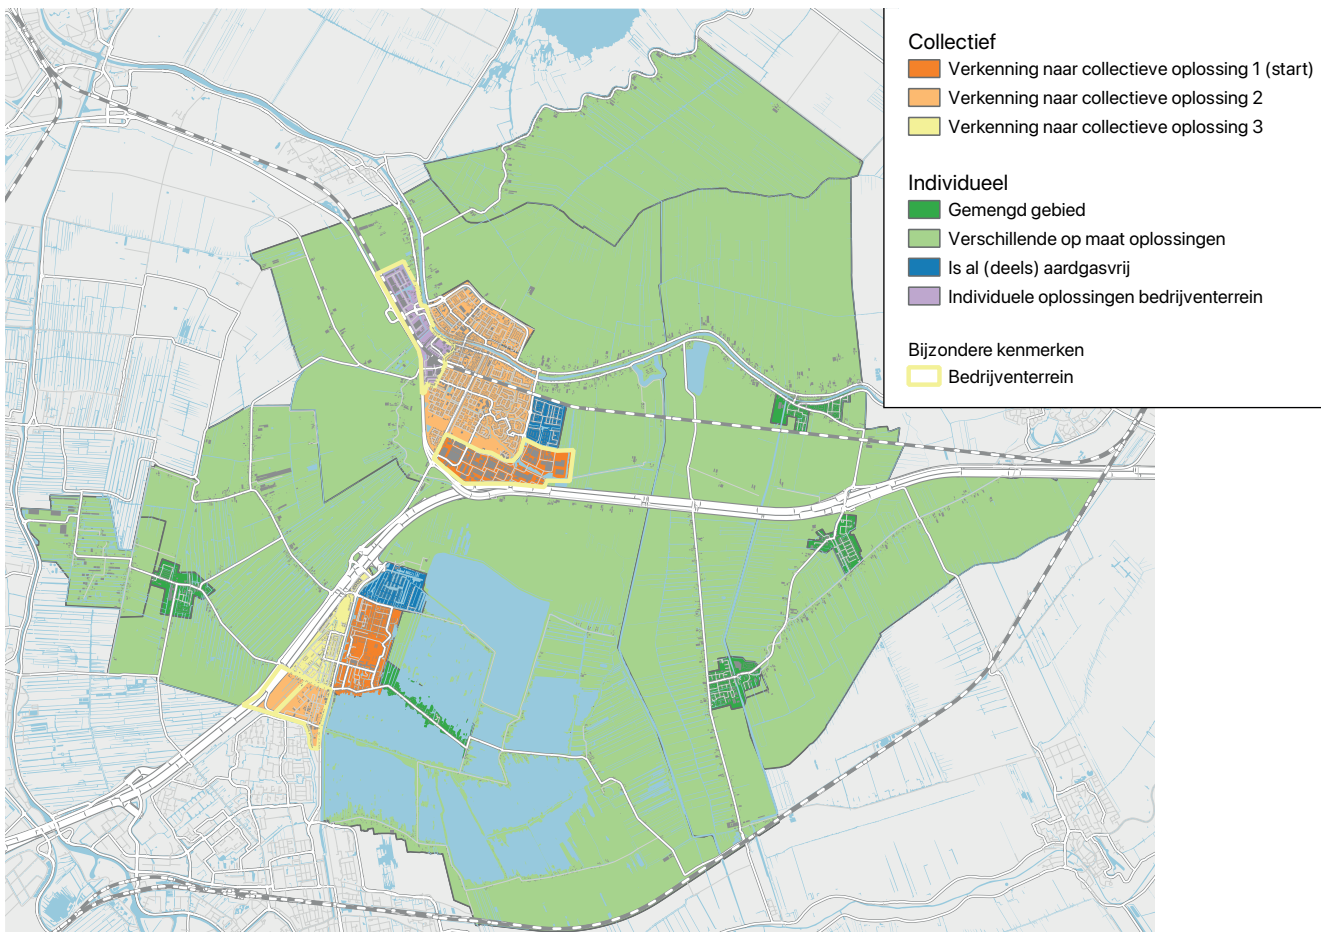 Collectief
Verkenning naar collectieve oplossing 1 (start)
Verkenning naar collectieve oplossing 2
Verkenning naar collectieve oplossing 3
Individueel
Gemengd gebied
Verschillende op maat oplossingen
Is al (deels) aardgasvrij
Individuele oplossingen bedrijventerrein
Bijzondere kenmerken
Bedrijventerrein